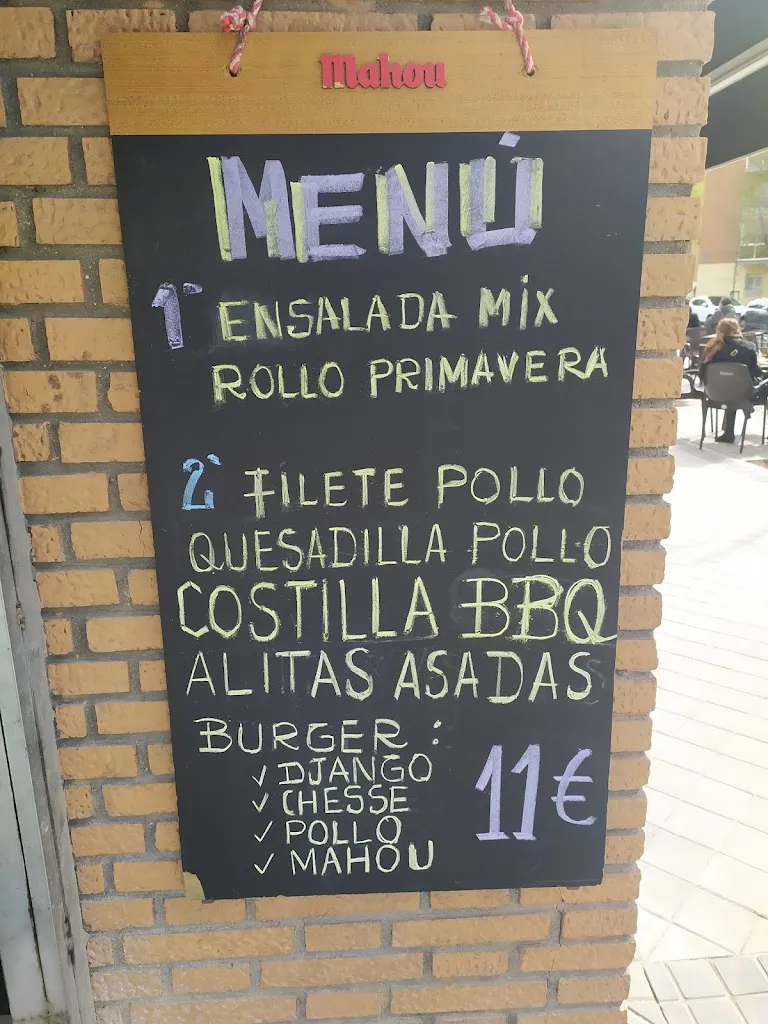 Mahou
MENÚ
1º ENSALADA MIX
ROLLO PRIMAVERA
2º FILETE POLLO
QUESADILLA POLLO
COSTILLA BBQ
ALITAS ASADAS
BURGER:
✓ DJANGO
✓ CHESSE
✓ POLLO
✓ MAHOU
11€